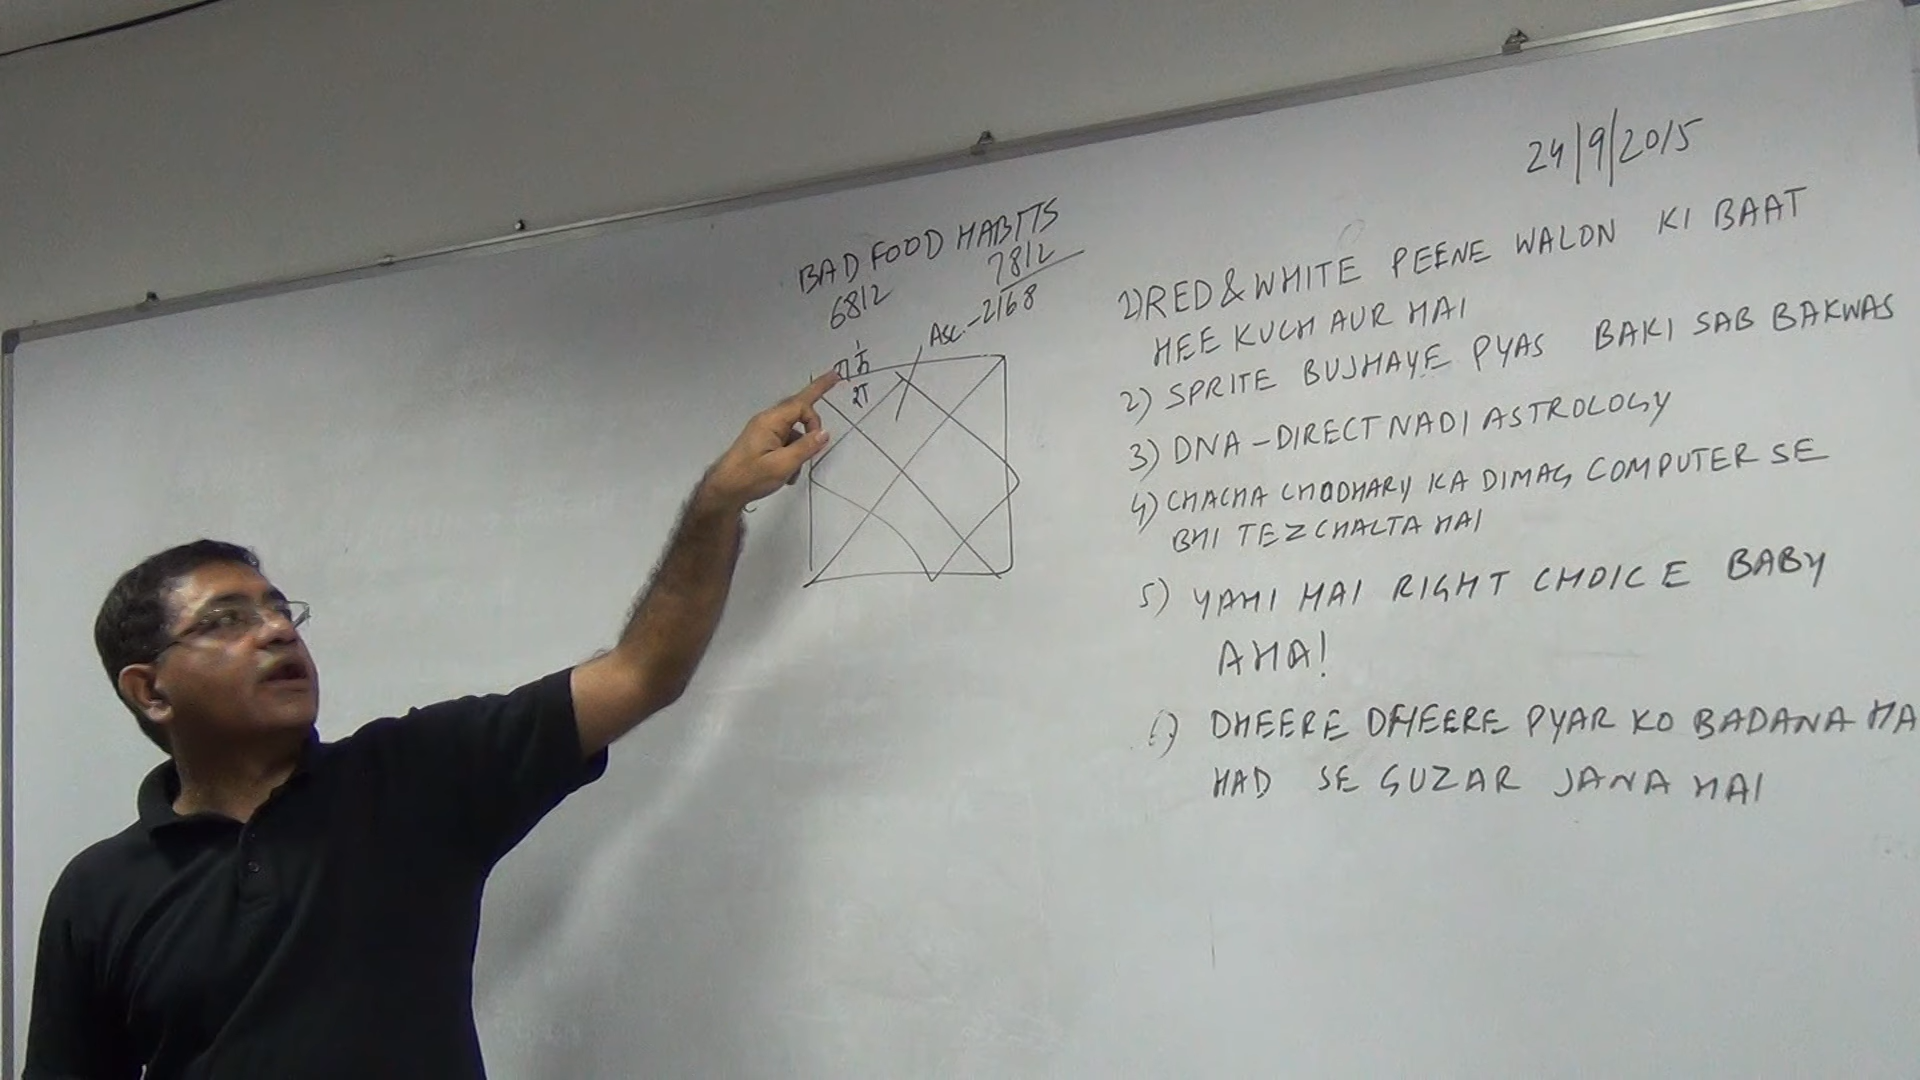 24/9/2015
BAD FOOD HABITS
6812
7812
Asc-2168
1) RED & WHITE PEENE WALON KI BAAT
HEE KUCH AUR HAI
2) SPRITE BUJHAYE PYAS BAKI SAB BAKWAS
3) DNA-DIRECT NADI ASTROLOGY
4) CHACHA CHODHARY KA DIMAG COMPUTER SE
BHI TEZ CHALTA HAI
5) YAHI HAI RIGHT CHOICE BABY
AHA!
6) DHEERE DHEERE PYAR KO BADANA HA
HAD SE GUZAR JANA HAI